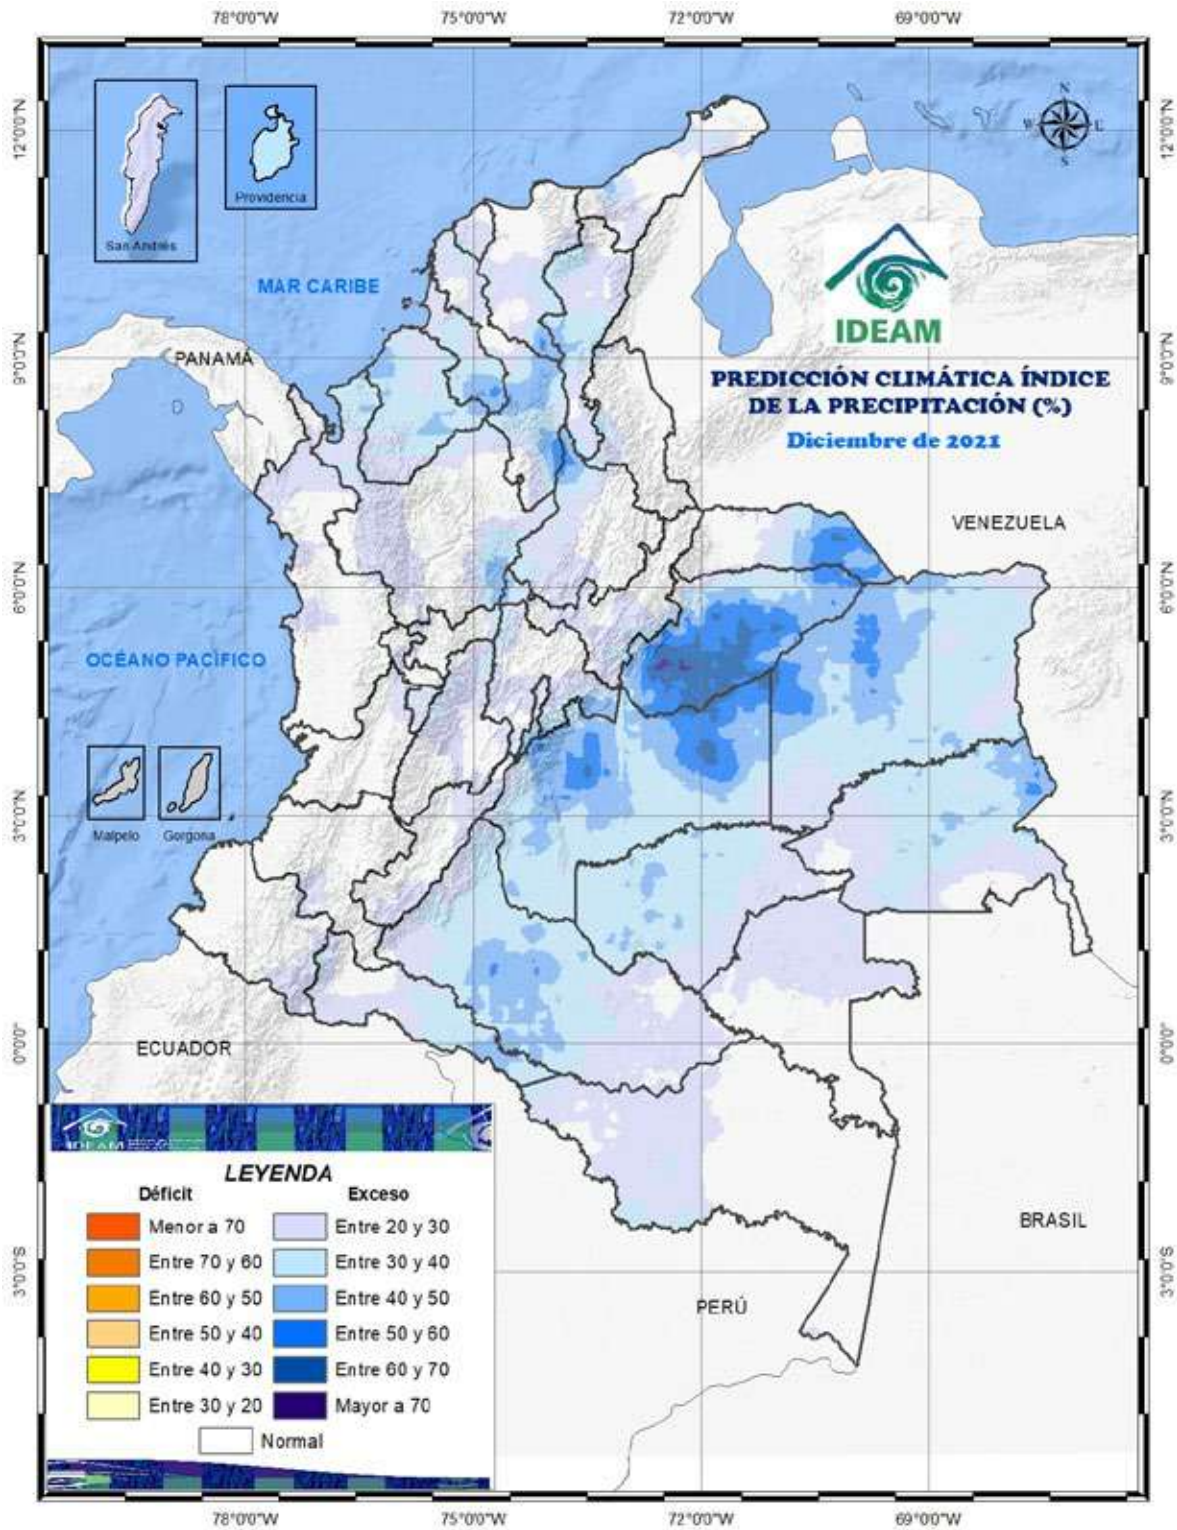 78°0'0"W 75°0'0"W 72°0'0"W 69°0'0"W
12°0'0"N
9°0'0"N
6°0'0"N
3°0'0"N
0°0'0"
3°0'0"S
12°0'0"N
9°0'0"N
6°0'0"N
3°0'0"N
0°0'0"
3°0'0"S
N
W E
S
San Andrés
Providencia
MAR CARIBE
IDEAM
PANAMÁ
PREDICCIÓN CLIMÁTICA ÍNDICE
DE LA PRECIPITACIÓN (%)
Diciembre de 2021
VENEZUELA
OCÉANO PACÍFICO
Malpelo
Gorgona
ECUADOR
BRASIL
PERÚ
IDEAM
LEYENDA
Déficit Exceso
Menor a 70 Entre 20 y 30
Entre 70 y 60 Entre 30 y 40
Entre 60 y 50 Entre 40 y 50
Entre 50 y 40 Entre 50 y 60
Entre 40 y 30 Entre 60 y 70
Entre 30 y 20 Mayor a 70
Normal
78°0'0"W 75°0'0"W 72°0'0"W 69°0'0"W